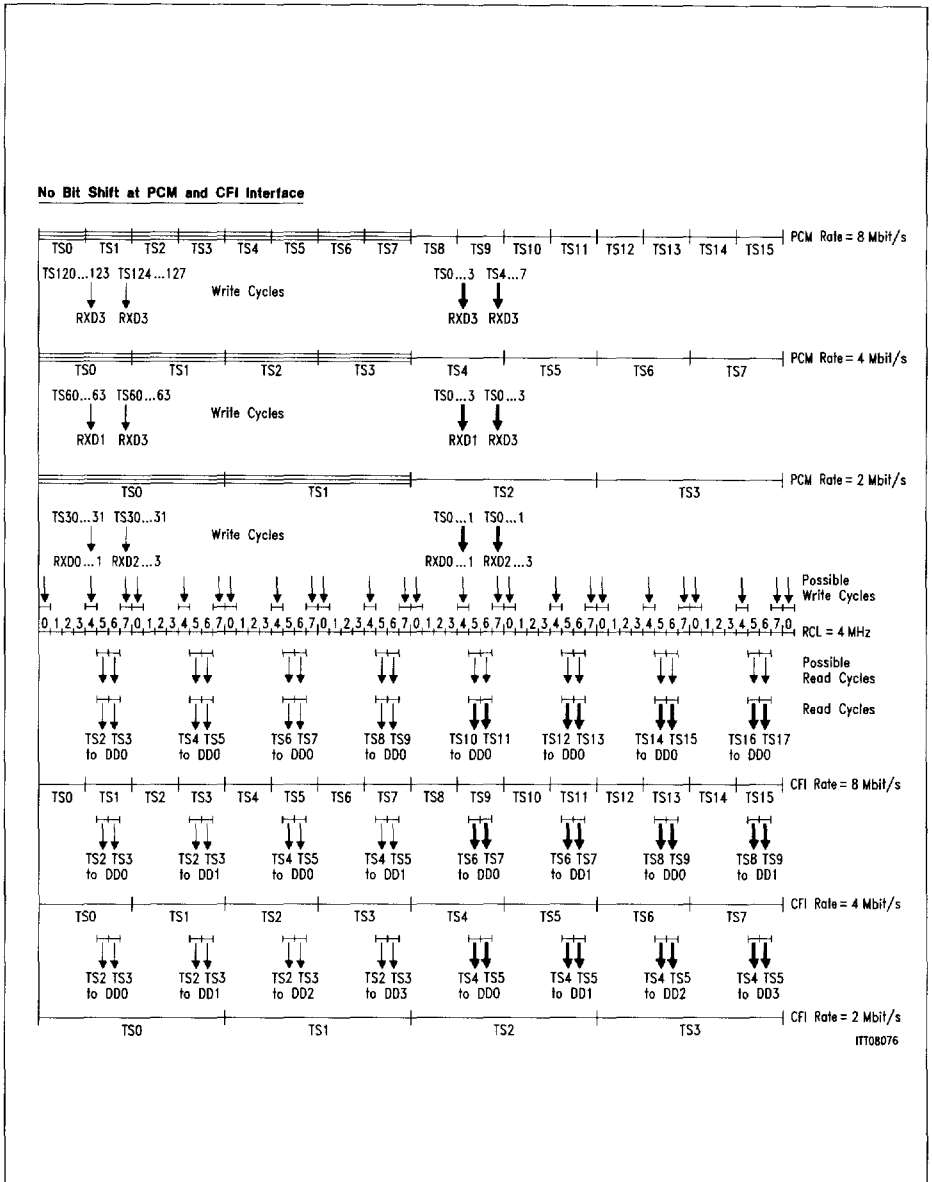 No Bit Shift at PCM and CFI Interface
TS0 TS1 TS2 TS3 TS4 TS5 TS6 TS7 TS8 TS9 TS10 TS11 TS12 TS13 TS14 TS15 PCM Rate = 8 Mbit/s
TS120...123 TS124...127 Write Cycles TS0...3 TS4...7
RXD3 RXD3 RXD3 RXD3
TS0 TS1 TS2 TS3 TS4 TS5 TS6 TS7 PCM Rate = 4 Mbit/s
TS60...63 TS60...63 Write Cycles TS0...3 TS0...3
RXD1 RXD3 RXD1 RXD3
TS0 TS1 TS2 TS3 PCM Rate = 2 Mbit/s
TS30...31 TS30...31 Write Cycles TS0...1 TS0...1
RXD0...1 RXD2...3 RXD0...1 RXD2...3
Possible
Write Cycles
0 1 2 3 4 5 6 7 0 1 2 3 4 5 6 7 0 1 2 3 4 5 6 7 0 1 2 3 4 5 6 7 0 1 2 3 4 5 6 7 0 1 2 3 4 5 6 7 0 1 2 3 4 5 6 7 0 1 2 3 4 5 6 7 0 RCL = 4 MHz
Possible
Read Cycles
Read Cycles
TS2 TS3 TS4 TS5 TS6 TS7 TS8 TS9 TS10 TS11 TS12 TS13 TS14 TS15 TS16 TS17
to DD0 to DD0 to DD0 to DD0 to DD0 to DD0 to DD0 to DD0
TS0 TS1 TS2 TS3 TS4 TS5 TS6 TS7 TS8 TS9 TS10 TS11 TS12 TS13 TS14 TS15 CFI Rate = 8 Mbit/s
TS2 TS3 TS2 TS3 TS4 TS5 TS4 TS5 TS6 TS7 TS6 TS7 TS8 TS9 TS8 TS9
to DD0 to DD1 to DD0 to DD1 to DD0 to DD1 to DD0 to DD1
TS0 TS1 TS2 TS3 TS4 TS5 TS6 TS7 CFI Rate = 4 Mbit/s
TS2 TS3 TS2 TS3 TS2 TS3 TS2 TS3 TS4 TS5 TS4 TS5 TS4 TS5 TS4 TS5
to DD0 to DD1 to DD2 to DD3 to DD0 to DD1 to DD2 to DD3
TS0 TS1 TS2 TS3 CFI Rate = 2 Mbit/s
ITT08076